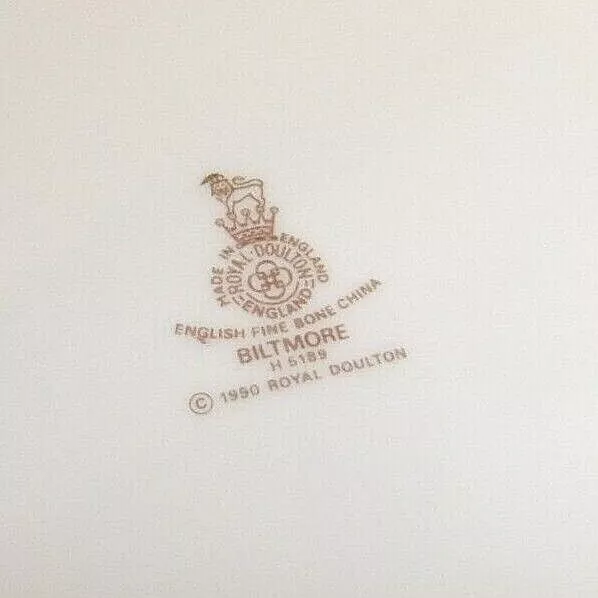 MADE IN ENGLAND
ROYAL DOULTON
ENGLAND
ENGLISH FINE BONE CHINA
BILTMORE
H 5189
© 1990 ROYAL DOULTON